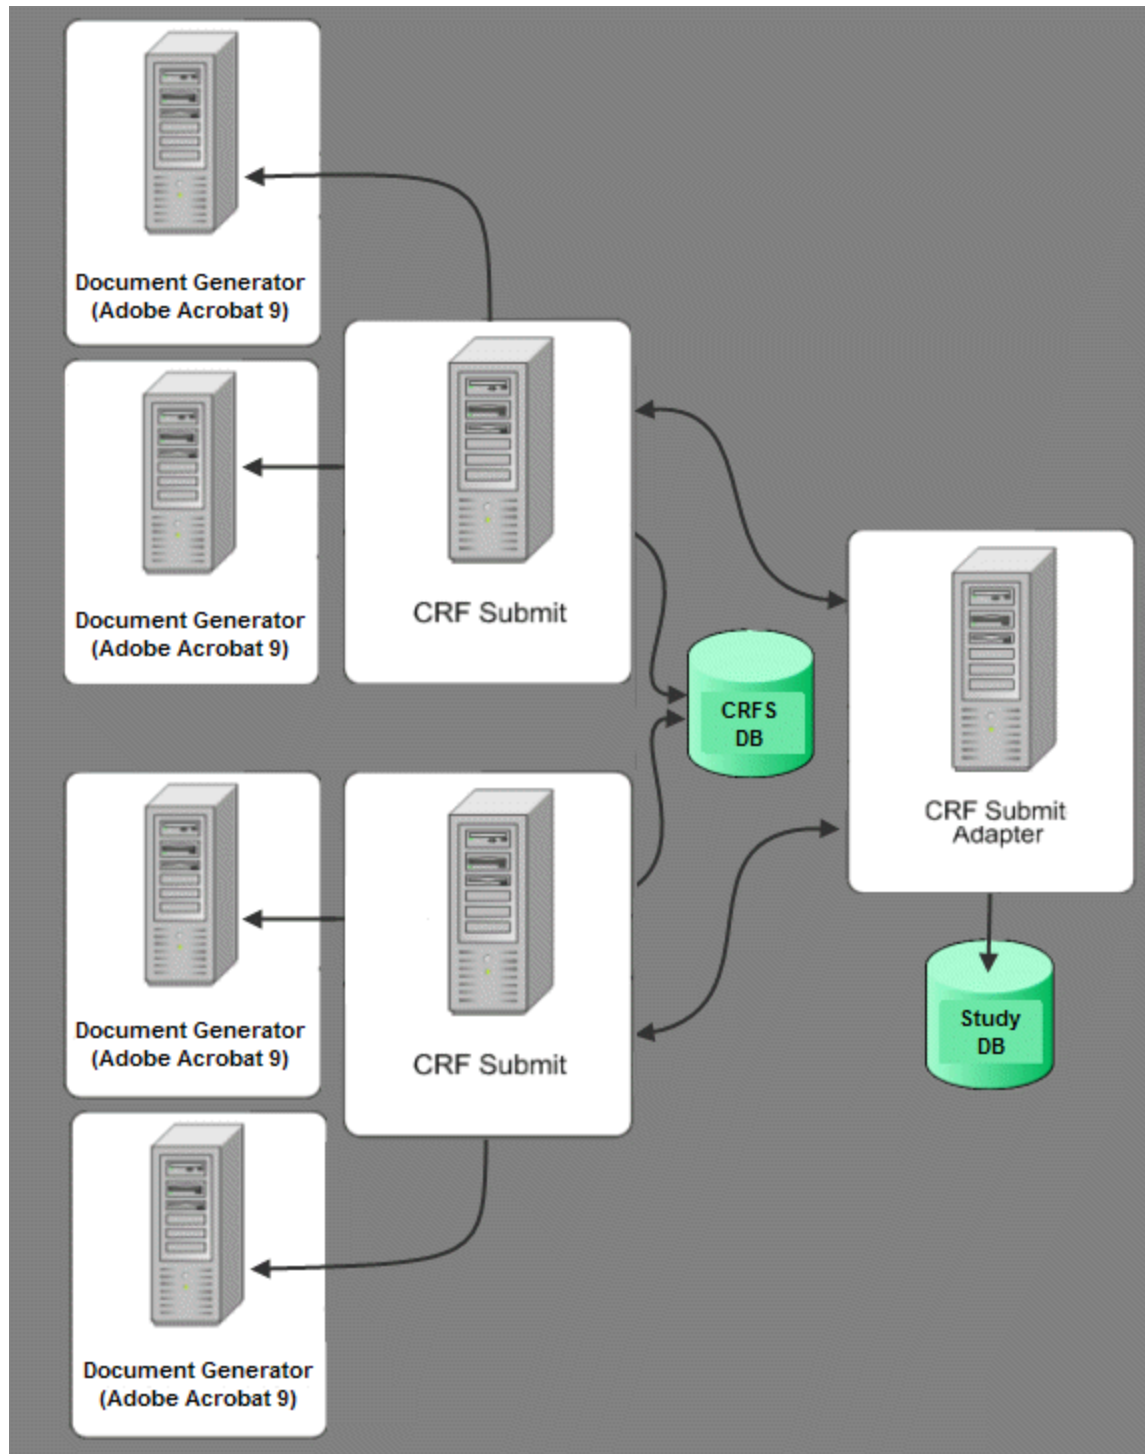 Document Generator
(Adobe Acrobat 9)
Document Generator
(Adobe Acrobat 9)
CRF Submit
CRFS
DB
CRF Submit
Adapter
Study
DB
Document Generator
(Adobe Acrobat 9)
CRF Submit
Document Generator
(Adobe Acrobat 9)